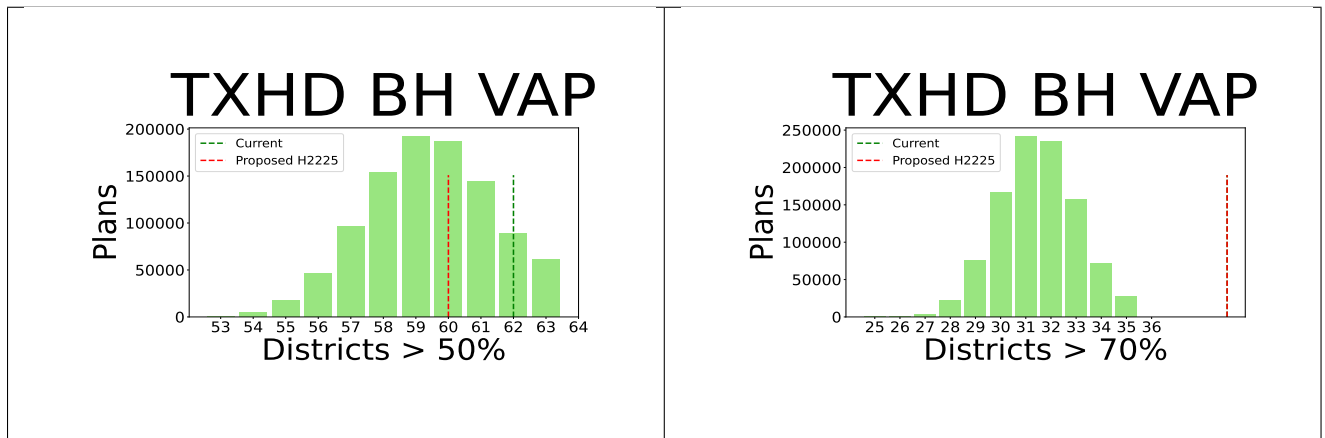 TXHD BH VAP
Current
Proposed H2225
Plans
200000
150000
100000
50000
0
53 54 55 56 57 58 59 60 61 62 63 64
Districts > 50%
TXHD BH VAP
Current
Proposed H2225
Plans
250000
200000
150000
100000
50000
0
25 26 27 28 29 30 31 32 33 34 35 36
Districts > 70%